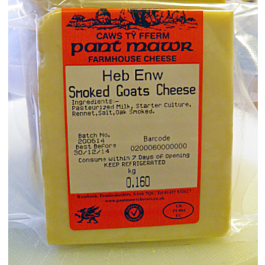 CAWS TŶ FFERM
pant mawr
FARMHOUSE CHEESE
Heb Enw
Smoked Goats Cheese
Ingredients:-
Pasteurized Milk, Starter Culture,
Rennet,Salt,Oak Smoked.
Batch No. Barcode
200614 0200060000000
Best Before
30/12/14
Consume within 7 Days of Opening
KEEP REFRIGERATED
kg
0.160